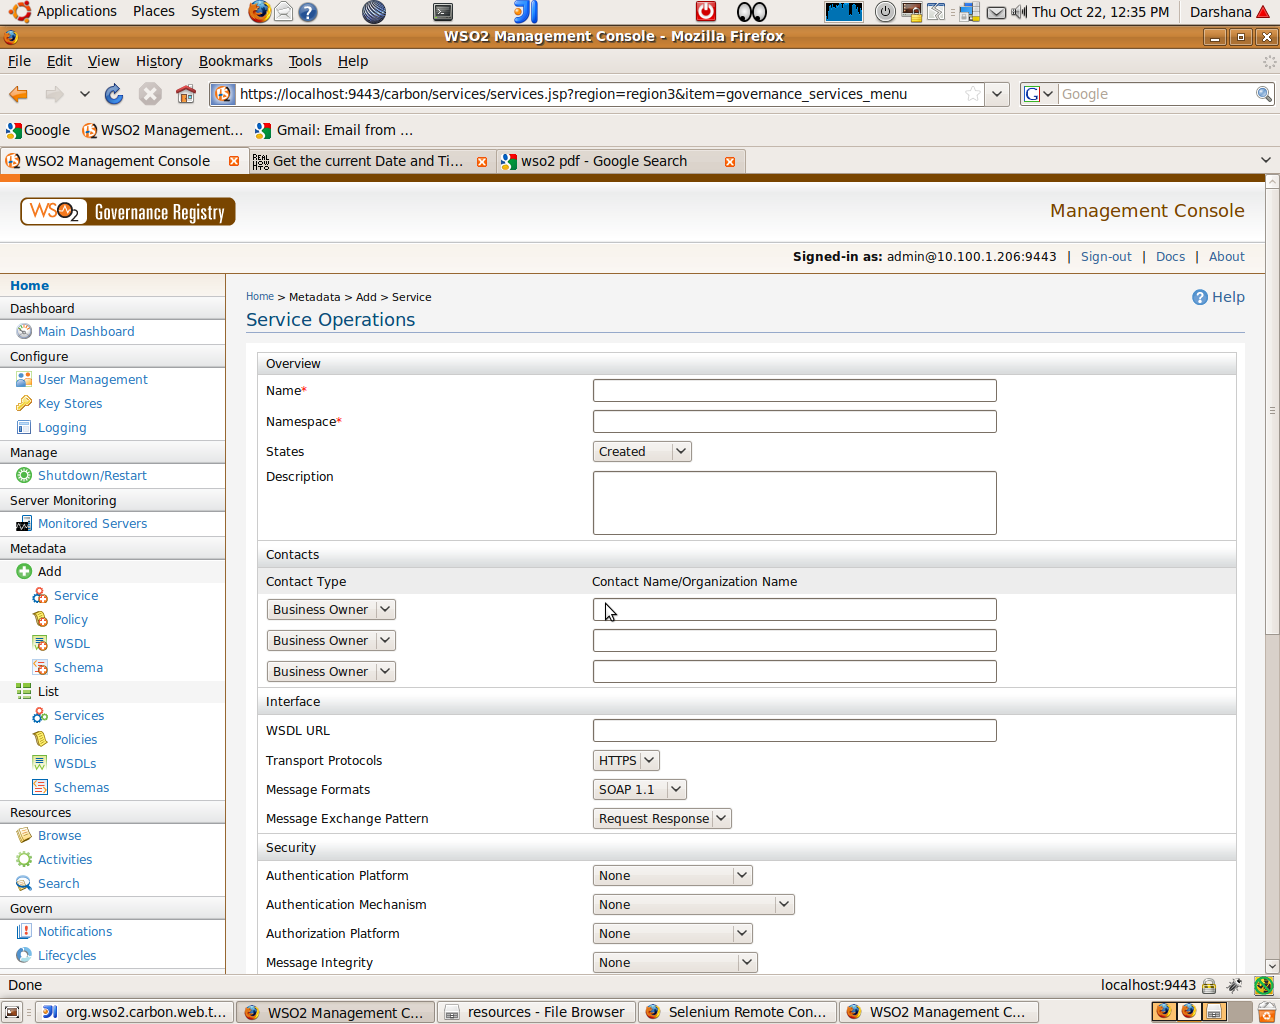 Applications Places System Thu Oct 22, 12:35 PM Darshana
WSO2 Management Console - Mozilla Firefox
File Edit View History Bookmarks Tools Help
https://localhost:9443/carbon/services/services.jsp?region=region3&item=governance_services_menu
G Google
Google WSO2 Management... Gmail: Email from ...
WSO2 Management Console
REAL HOW TO Get the current Date and Ti...
wso2 pdf - Google Search
WSO2 Governance Registry
Management Console
Signed-in as: admin@10.100.1.206:9443 | Sign-out | Docs | About
Home
Dashboard
Main Dashboard
Configure
User Management
Key Stores
Logging
Manage
Shutdown/Restart
Server Monitoring
Monitored Servers
Metadata
Add
Service
Policy
WSDL
Schema
List
Services
Policies
WSDLs
Schemas
Resources
Browse
Activities
Search
Govern
Notifications
Lifecycles
Home > Metadata > Add > Service
Help
Service Operations
Overview
Name*
Namespace*
States Created
Description
Contacts
Contact Type Contact Name/Organization Name
Business Owner
Business Owner
Business Owner
Interface
WSDL URL
Transport Protocols HTTPS
Message Formats SOAP 1.1
Message Exchange Pattern Request Response
Security
Authentication Platform None
Authentication Mechanism None
Authorization Platform None
Message Integrity None
Done localhost:9443
org.wso2.carbon.web.t... WSO2 Management C... resources - File Browser Selenium Remote Con... WSO2 Management C...